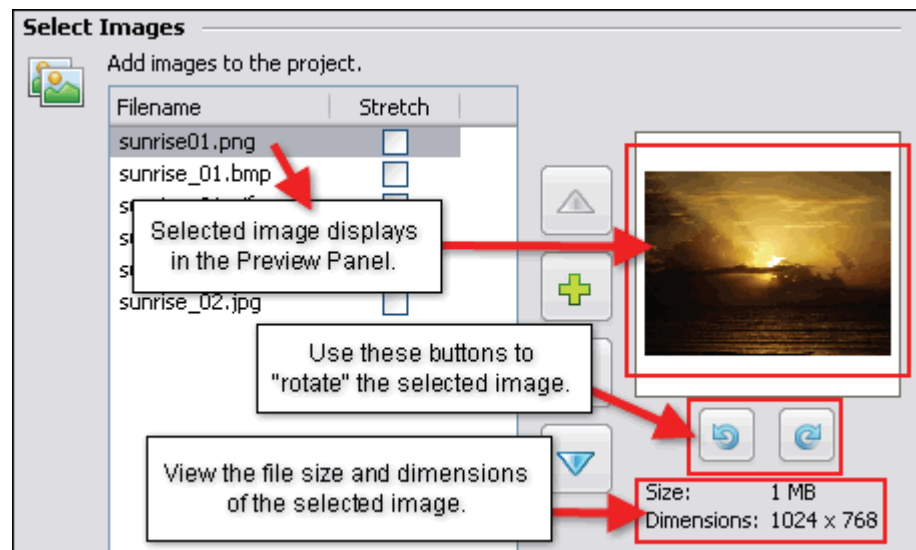 Select Images
Add images to the project.
Filename Stretch
sunrise01.png
sunrise_01.bmp
Selected image displays
in the Preview Panel.
sunrise_02.jpg
Use these buttons to
"rotate" the selected image.
View the file size and dimensions
of the selected image.
Size: 1 MB
Dimensions: 1024 x 768